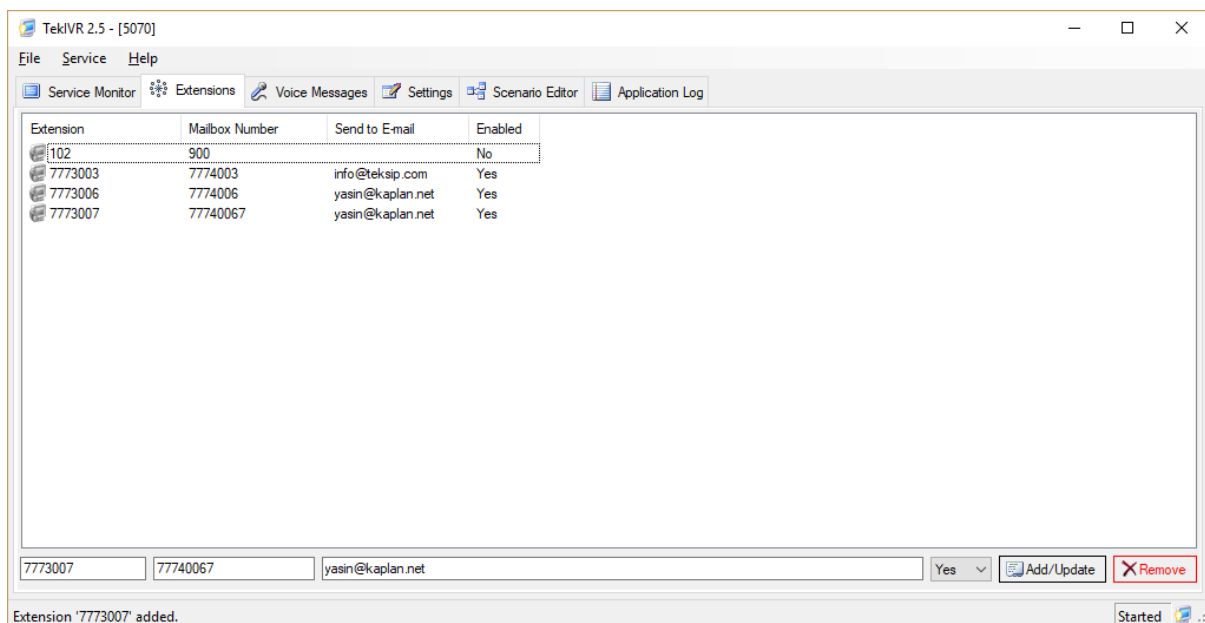 TekIVR 2.5 - [5070]
File Service Help
Service Monitor Extensions Voice Messages Settings Scenario Editor Application Log
Extension Mailbox Number Send to E-mail Enabled
102 900 No
7773003 7774003 info@teksip.com Yes
7773006 7774006 yasin@kaplan.net Yes
7773007 77740067 yasin@kaplan.net Yes
7773007 77740067 yasin@kaplan.net Yes Add/Update Remove
Extension '7773007' added. Started